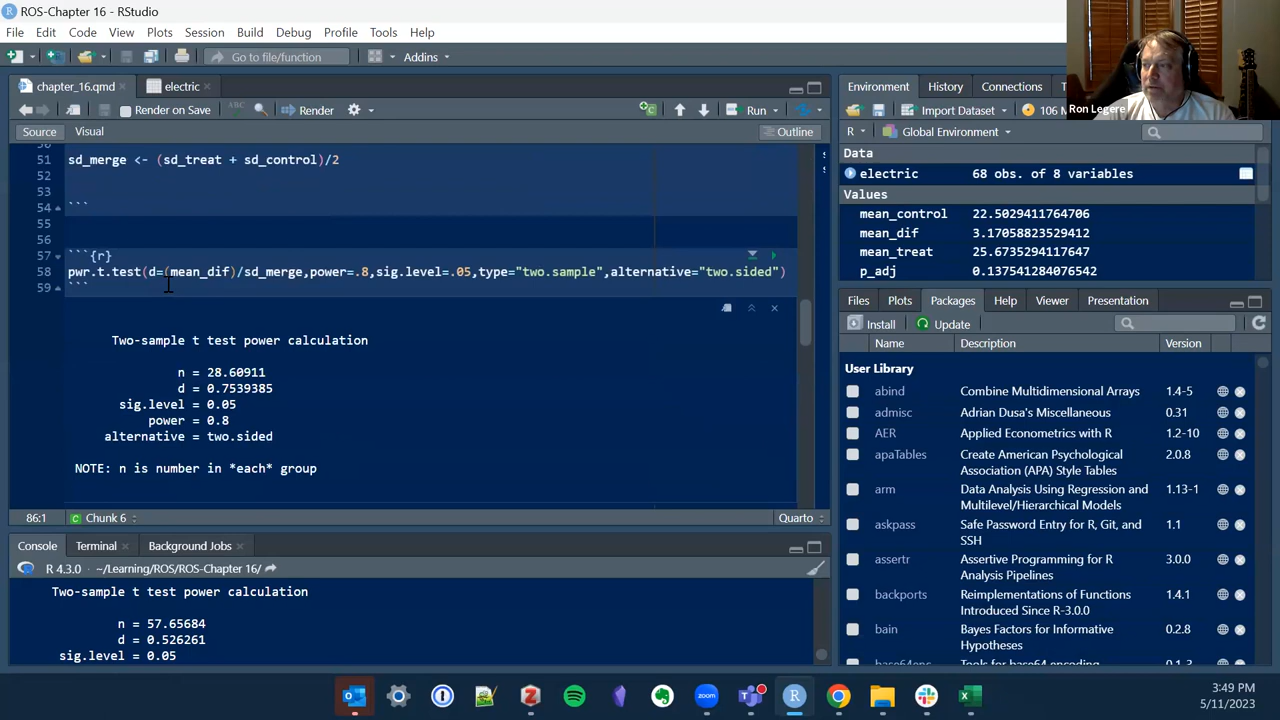 ROS-Chapter 16 - RStudio
File Edit Code View Plots Session Build Debug Profile Tools Help
Go to file/function Addins
Ron Legere
chapter_16.qmd electric
Render on Save ABC Render Run
Source Visual Outline
51 sd_merge <- (sd_treat + sd_control)/2
52
53
54 ```
55
56
57 ```{r}
58 pwr.t.test(d=(mean_dif)/sd_merge,power=.8,sig.level=.05,type="two.sample",alternative="two.sided")
59 ```
Two-sample t test power calculation
n = 28.60911
d = 0.7539385
sig.level = 0.05
power = 0.8
alternative = two.sided
NOTE: n is number in *each* group
86:1 Chunk 6 Quarto
Console Terminal Background Jobs
R 4.3.0 · ~/Learning/ROS/ROS-Chapter 16/
Two-sample t test power calculation
n = 57.65684
d = 0.526261
sig.level = 0.05
Environment History Connections
Import Dataset 106 M
R Global Environment
Data
electric 68 obs. of 8 variables
Values
mean_control 22.5029411764706
mean_dif 3.17058823529412
mean_treat 25.6735294117647
p_adj 0.137541076542
Files Plots Packages Help Viewer Presentation
Install Update
Name Description Version
User Library
abind Combine Multidimensional Arrays 1.4-5
admisc Adrian Dusa's Miscellaneous 0.31
AER Applied Econometrics with R 1.2-10
apaTables Create American Psychological Association (APA) Style Tables 2.0.8
arm Data Analysis Using Regression and Multilevel/Hierarchical Models 1.13-1
askpass Safe Password Entry for R, Git, and SSH 1.1
assertr Assertive Programming for R Analysis Pipelines 3.0.0
backports Reimplementations of Functions Introduced Since R-3.0.0 1.4.1
bain Bayes Factors for Informative Hypotheses 0.2.8
base64enc Tools for base64 encoding 0.1-3
3:49 PM
5/11/2023